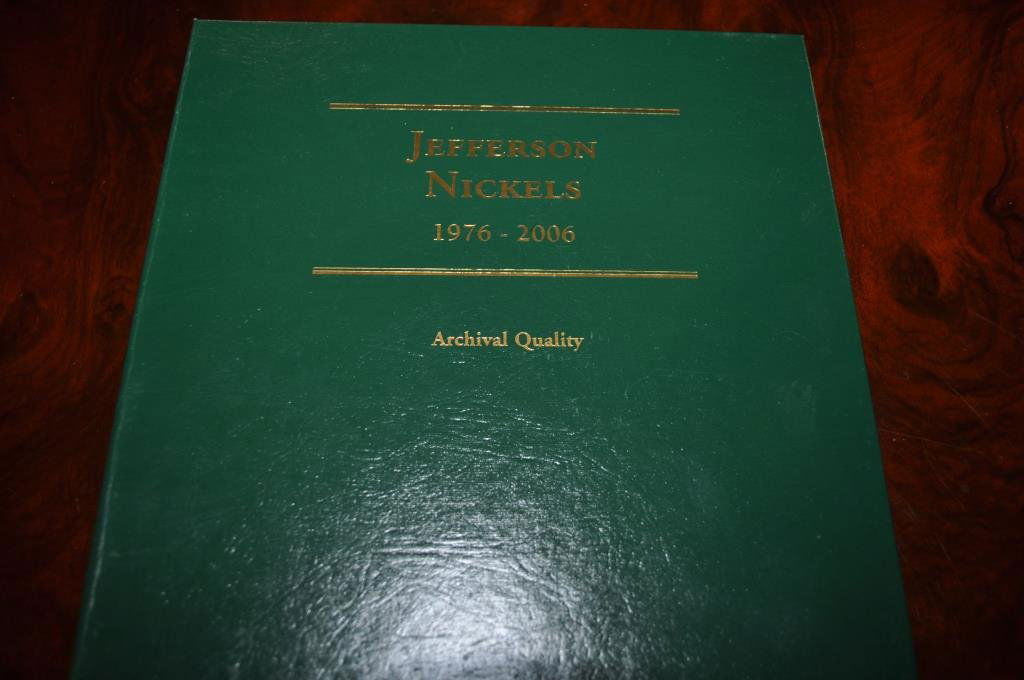 Jefferson
Nickels
1976 - 2006
Archival Quality